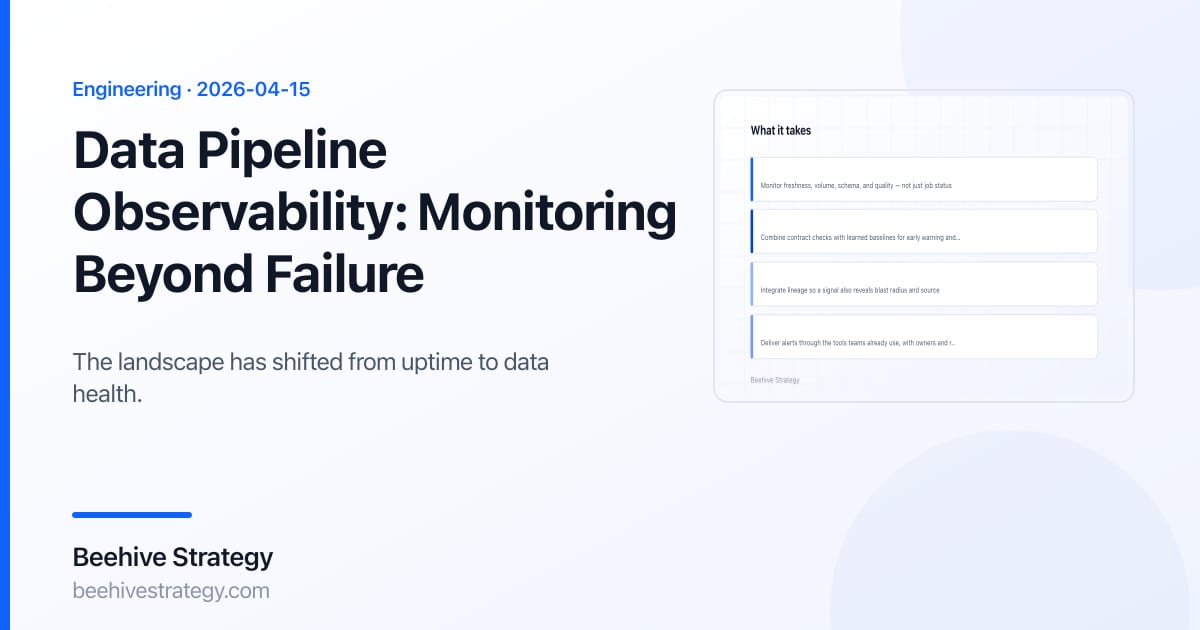 Engineering · 2026-04-15
Data Pipeline
Observability: Monitoring
Beyond Failure
The landscape has shifted from uptime to data
health.
Beehive Strategy
beehivestrategy.com
What it takes
Monitor freshness, volume, schema, and quality — not just job status
Combine contract checks with learned baselines for early warning and...
Integrate lineage so a signal also reveals blast radius and source
Deliver alerts through the tools teams already use, with owners and r...
Beehive Strategy